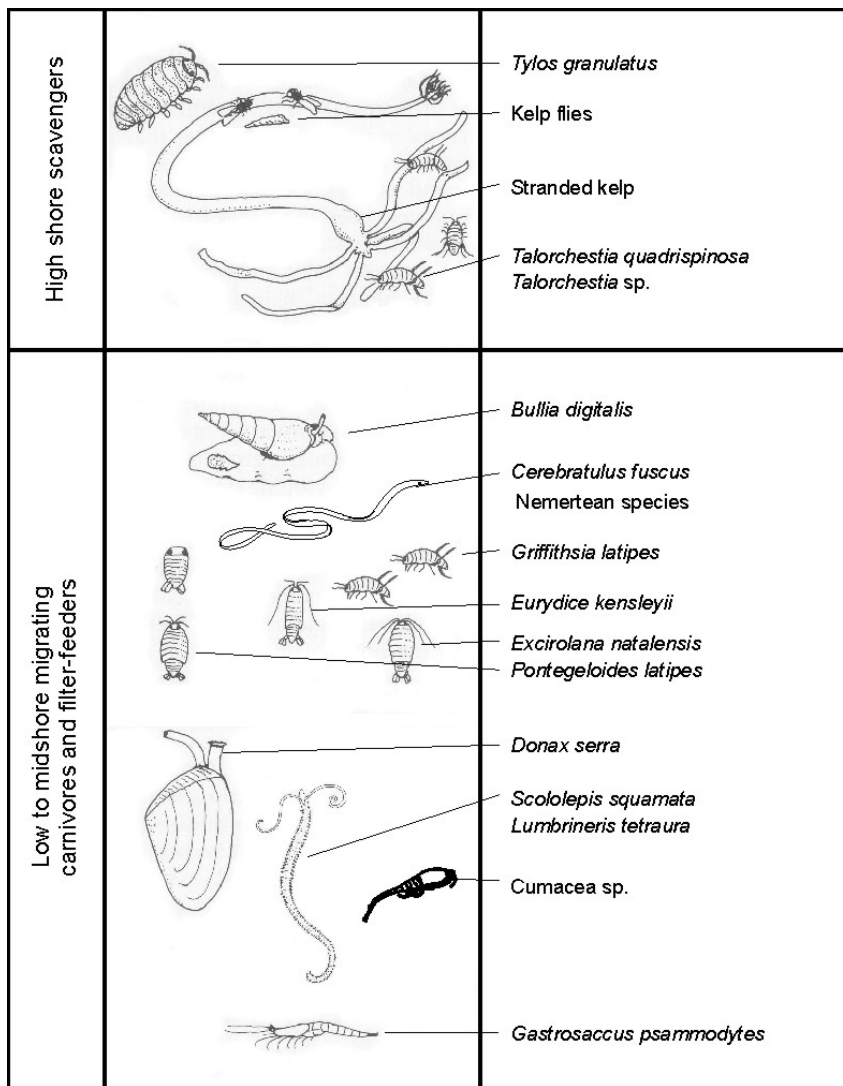 High shore scavengers
Tylos granulatus
Kelp flies
Stranded kelp
Talorchestia quadrispinosa
Talorchestia sp.
Low to midshore migrating
carnivores and filter-feeders
Bullia digitalis
Cerebratulus fuscus
Nemertean species
Griffithsia latipes
Eurydice kensleyii
Excirolana natalensis
Pontegeloides latipes
Donax serra
Scololepis squamata
Lumbrineris tetraura
Cumacea sp.
Gastrosaccus psammodytes